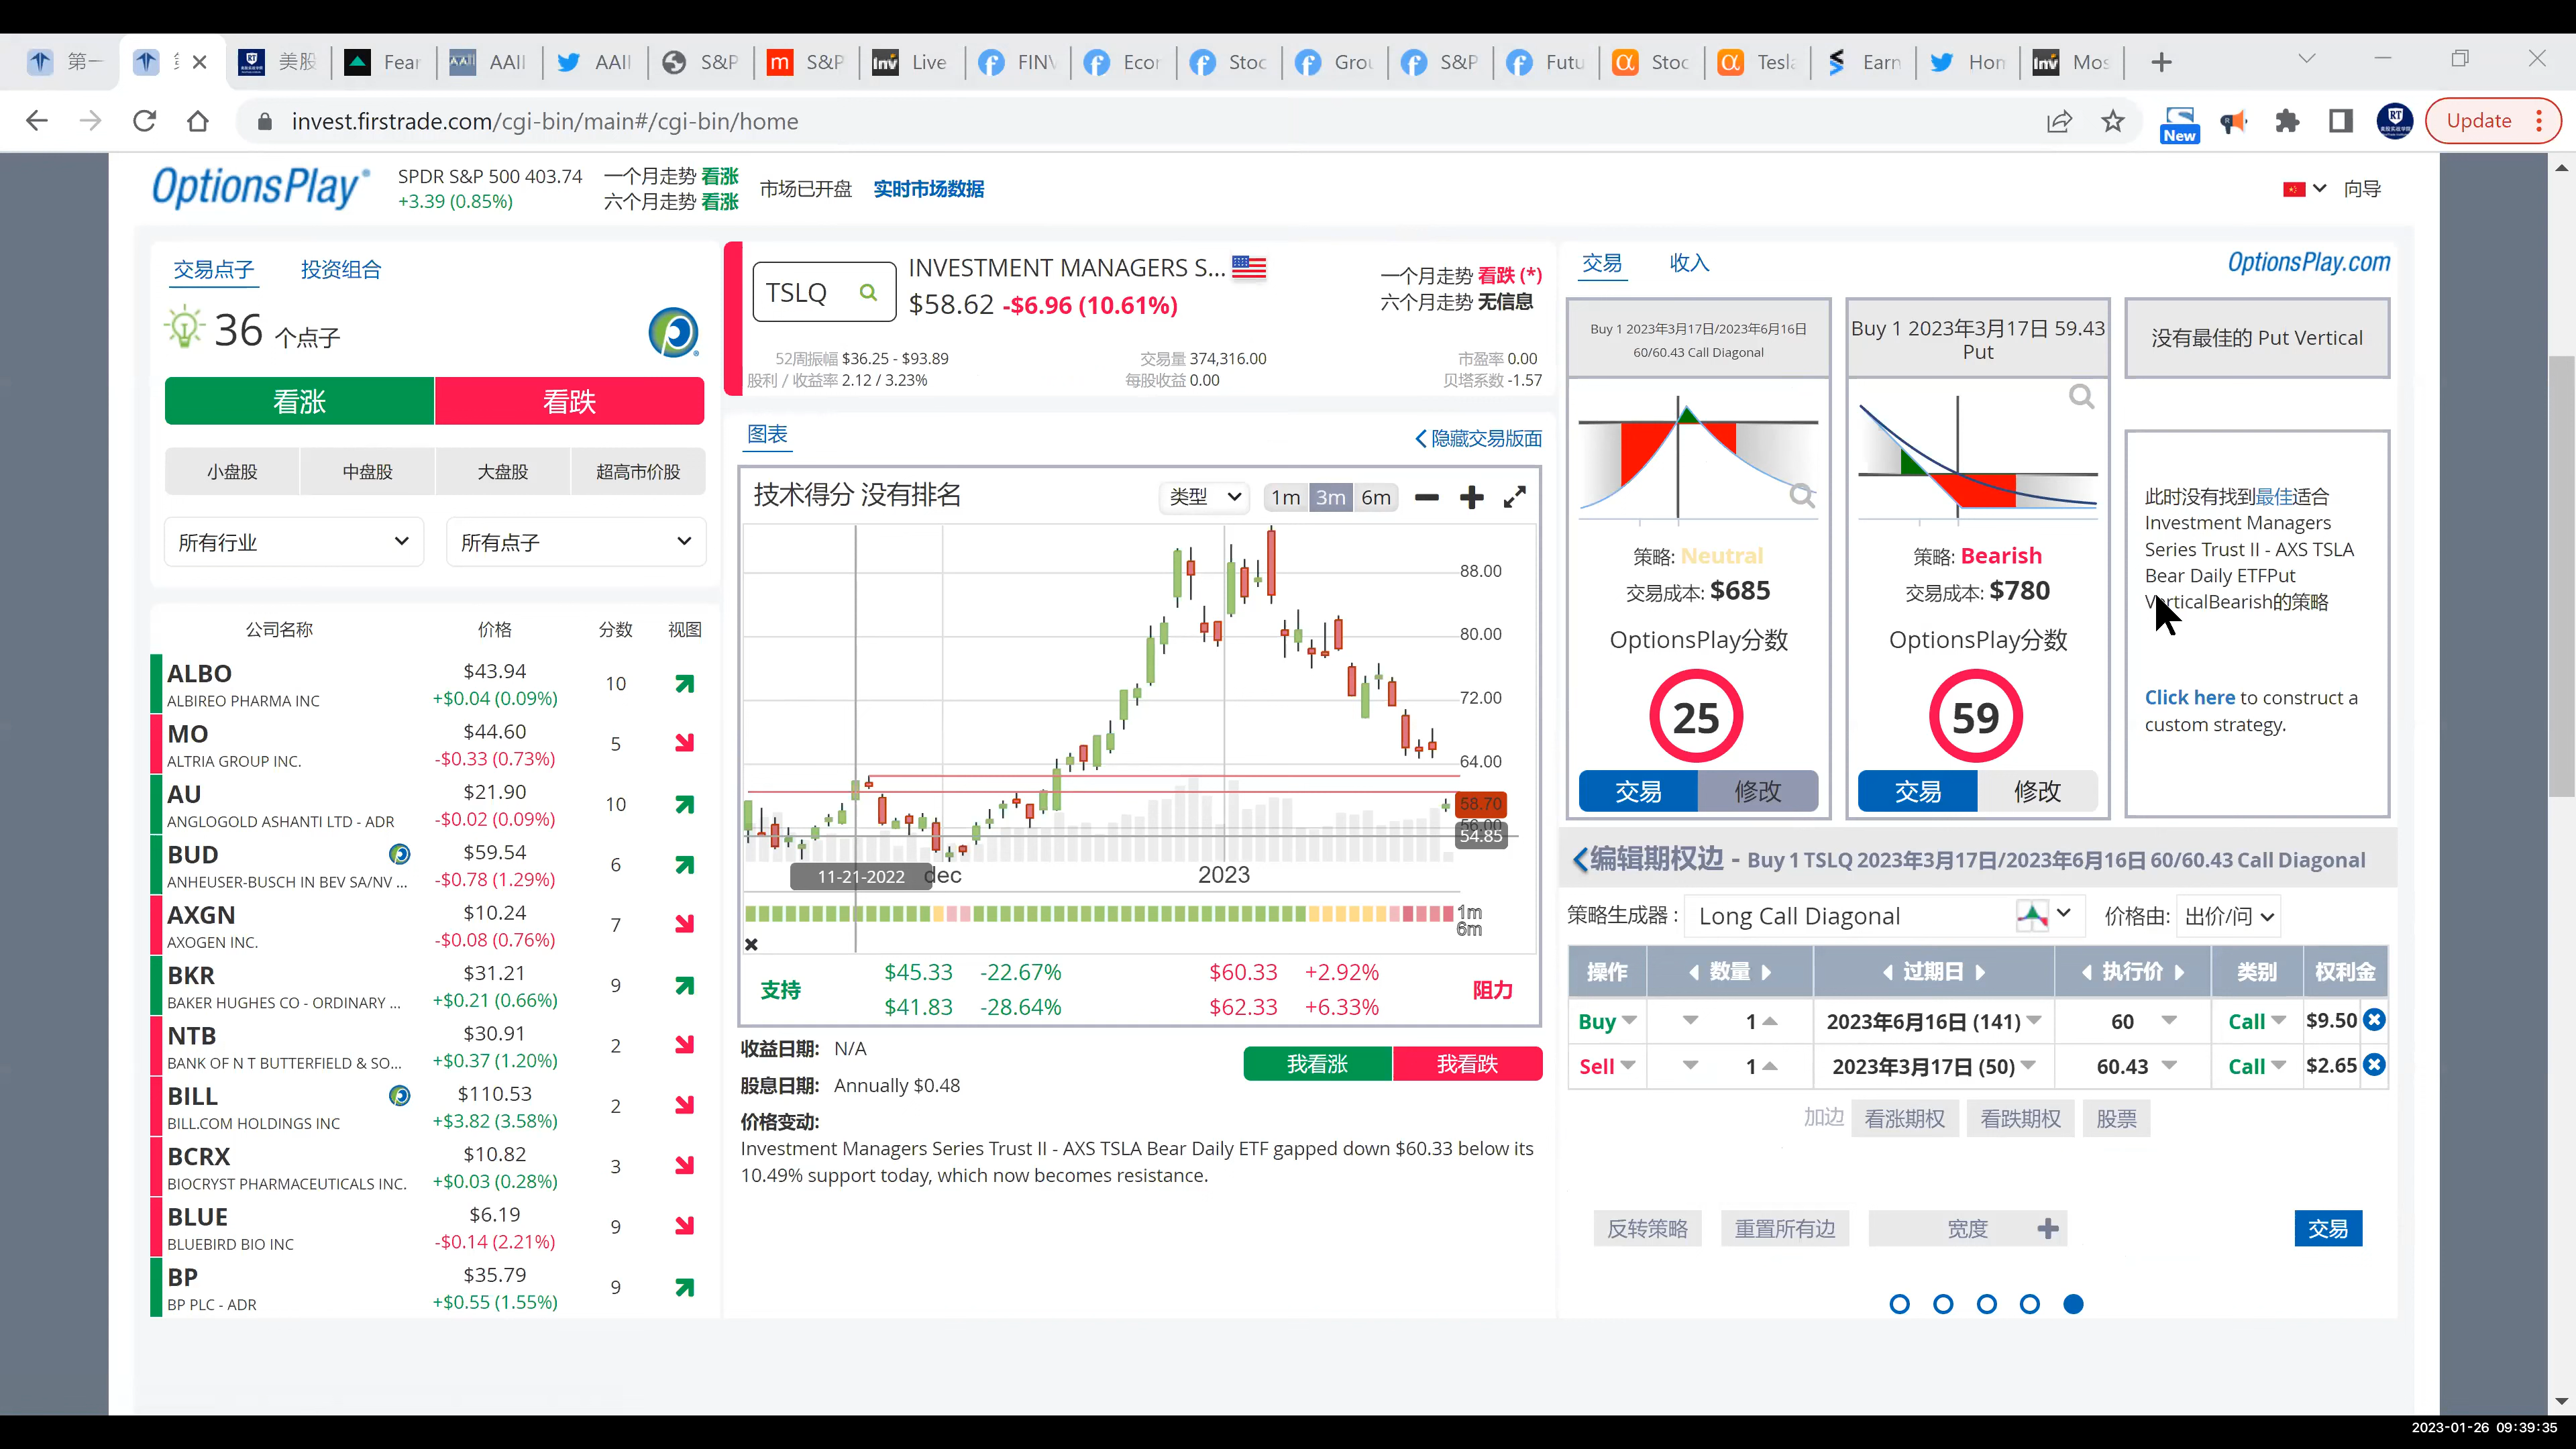 第一
美股
Fear
AAII
AAII
S&P
S&P
Live
FINV
Econ
Stoc
Grou
S&P
Futu
Stoc
Tesla
Earn
Hom
Mos
invest.firstrade.com/cgi-bin/main#/cgi-bin/home
New
Update
OptionsPlay
SPDR S&P 500 403.74
+3.39 (0.85%)
一个月走势 看涨
六个月走势 看涨
市场已开盘
实时市场数据
向导
交易点子
投资组合
36 个点子
看涨
看跌
小盘股
中盘股
大盘股
超高市价股
所有行业
所有点子
公司名称 价格 分数 视图
ALBO $43.94 10
ALBIREO PHARMA INC +$0.04 (0.09%)
MO $44.60 5
ALTRIA GROUP INC. -$0.33 (0.73%)
AU $21.90 10
ANGLOGOLD ASHANTI LTD - ADR -$0.02 (0.09%)
BUD $59.54 6
ANHEUSER-BUSCH IN BEV SA/NV ... -$0.78 (1.29%)
AXGN $10.24 7
AXOGEN INC. -$0.08 (0.76%)
BKR $31.21 9
BAKER HUGHES CO - ORDINARY ... +$0.21 (0.66%)
NTB $30.91 2
BANK OF N T BUTTERFIELD & SO... +$0.37 (1.20%)
BILL $110.53 2
BILL.COM HOLDINGS INC +$3.82 (3.58%)
BCRX $10.82 3
BIOCRYST PHARMACEUTICALS INC. +$0.03 (0.28%)
BLUE $6.19 9
BLUEBIRD BIO INC -$0.14 (2.21%)
BP $35.79 9
BP PLC - ADR +$0.55 (1.55%)
TSLQ
INVESTMENT MANAGERS S...
$58.62 -$6.96 (10.61%)
一个月走势 看跌 (*)
六个月走势 无信息
52周振幅 $36.25 - $93.89
交易量 374,316.00
市盈率 0.00
股利 / 收益率 2.12 / 3.23%
每股收益 0.00
贝塔系数 -1.57
图表
隐藏交易版面
技术得分 没有排名
类型
1m 3m 6m
88.00
80.00
72.00
64.00
58.70
56.00
54.85
11-21-2022
dec
2023
1m
6m
支持
$45.33 -22.67%
$41.83 -28.64%
$60.33 +2.92%
$62.33 +6.33%
阻力
收益日期: N/A
股息日期: Annually $0.48
我看涨
我看跌
价格变动:
Investment Managers Series Trust II - AXS TSLA Bear Daily ETF gapped down $60.33 below its
10.49% support today, which now becomes resistance.
交易
收入
OptionsPlay.com
Buy 1 2023年3月17日/2023年6月16日
60/60.43 Call Diagonal
策略: Neutral
交易成本: $685
OptionsPlay分数
25
交易
修改
Buy 1 2023年3月17日 59.43
Put
策略: Bearish
交易成本: $780
OptionsPlay分数
59
交易
修改
没有最佳的 Put Vertical
此时没有找到最佳适合
Investment Managers
Series Trust II - AXS TSLA
Bear Daily ETFPut
VerticalBearish的策略
Click here to construct a
custom strategy.
编辑期权边 - Buy 1 TSLQ 2023年3月17日/2023年6月16日 60/60.43 Call Diagonal
策略生成器 :
Long Call Diagonal
价格由:
出价/问
操作 数量 过期日 执行价 类别 权利金
Buy 1 2023年6月16日 (141) 60 Call $9.50
Sell 1 2023年3月17日 (50) 60.43 Call $2.65
加边
看涨期权
看跌期权
股票
反转策略
重置所有边
宽度
交易
2023-01-26 09:39:35